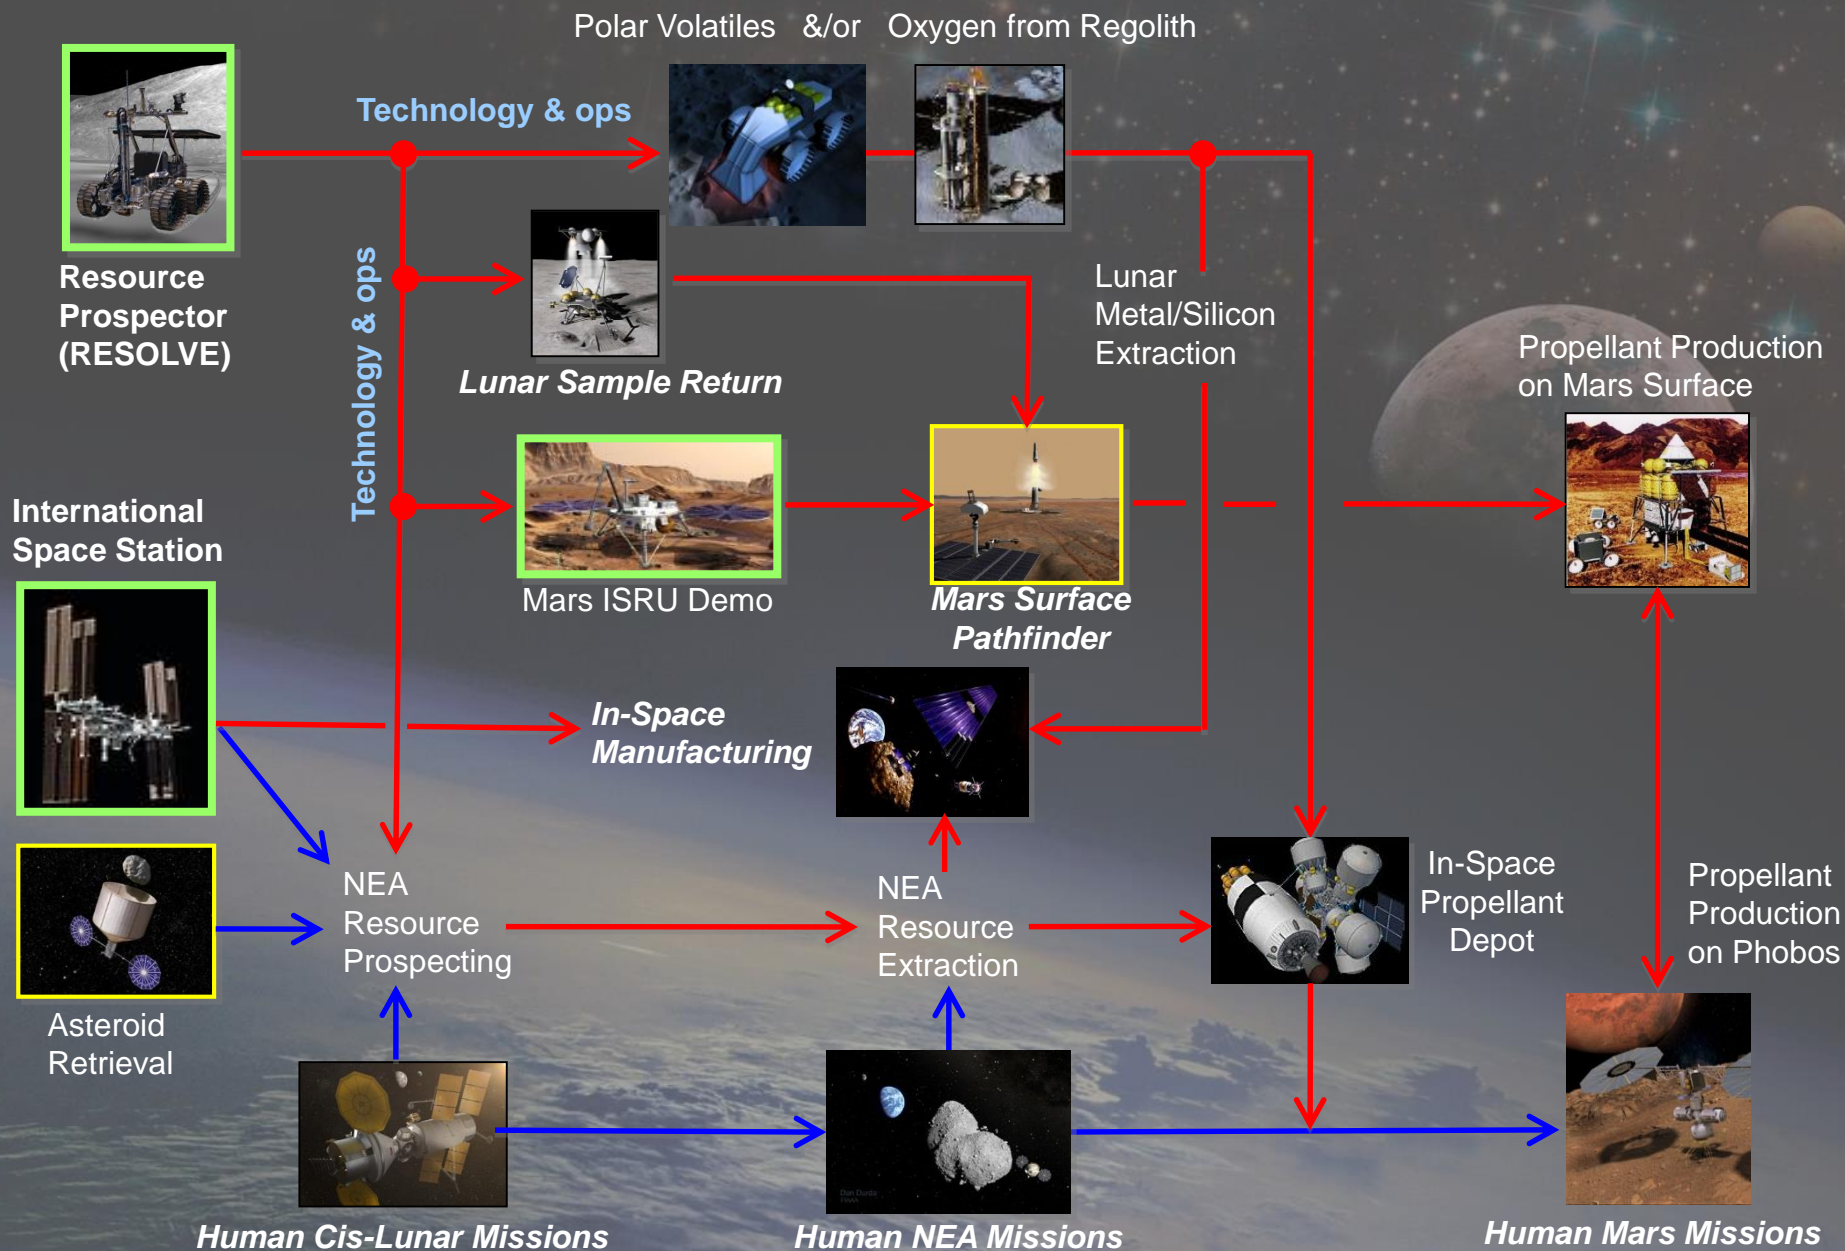 Polar Volatiles &/or Oxygen from Regolith
Technology & ops
Resource
Prospector
(RESOLVE)
Technology & ops
Lunar Sample Return
Lunar
Metal/Silicon
Extraction
Propellant Production
on Mars Surface
International
Space Station
Mars ISRU Demo
Mars Surface
Pathfinder
In-Space
Manufacturing
NEA
Resource
Prospecting
NEA
Resource
Extraction
In-Space
Propellant
Depot
Propellant
Production
on Phobos
Asteroid
Retrieval
Dan Durda
Human Cis-Lunar Missions
Human NEA Missions
Human Mars Missions